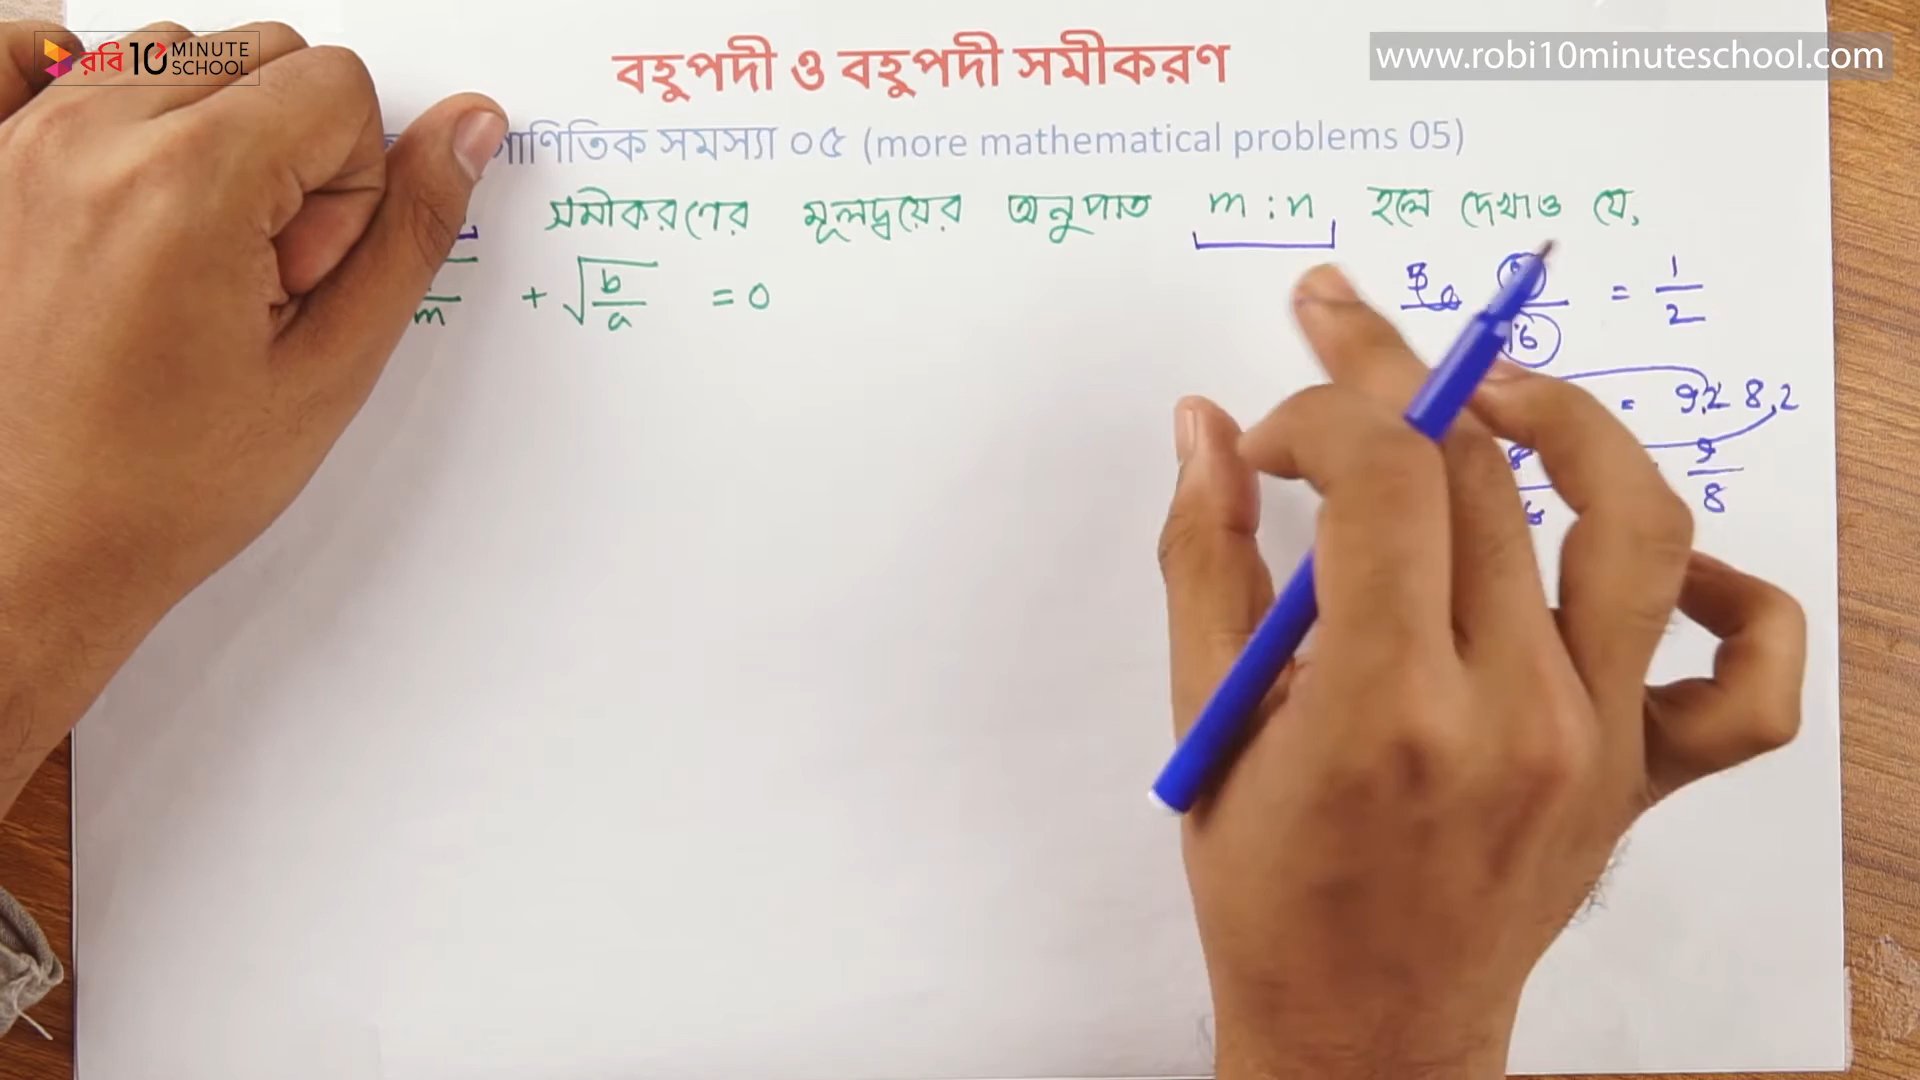 রবি 10 MINUTE SCHOOL
www.robi10minuteschool.com
বহুপদী ও বহুপদী সমীকরণ
গাণিতিক সমস্যা ০৫ (more mathematical problems 05)
সমীকরণের মূলদ্বয়ের অনুপাত m : n হলে দেখাও যে,
m + √b/a = 0
16 = 1/2
= 9,2 8,2
9/8